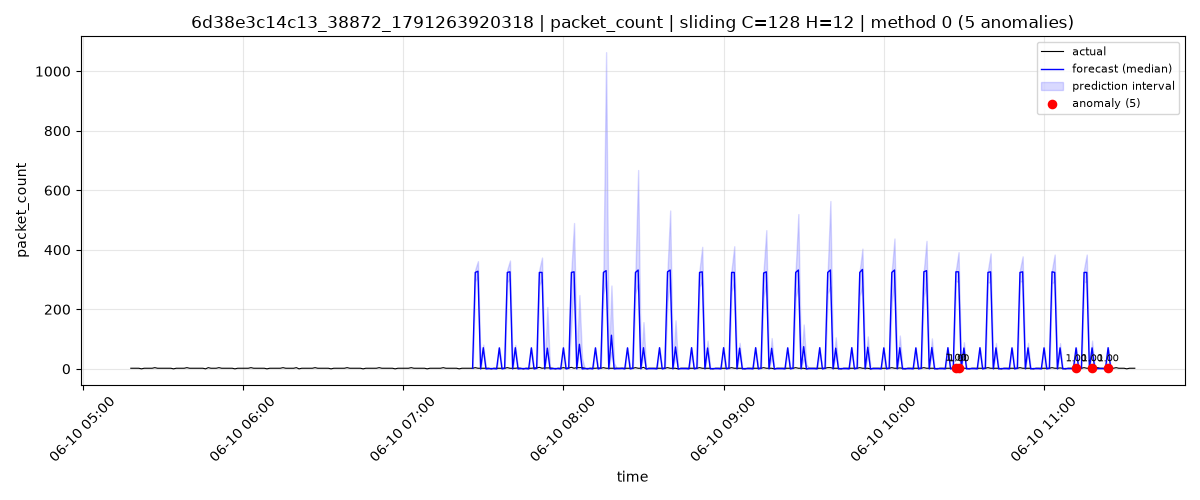 6d38e3c14c13_38872_1791263920318 | packet_count | sliding C=128 H=12 | method 0 (5 anomalies)
actual
forecast (median)
prediction interval
anomaly (5)
packet_count
1000
800
600
400
200
0
06-10 05:00
06-10 06:00
06-10 07:00
06-10 08:00
06-10 09:00
06-10 10:00
06-10 11:00
time